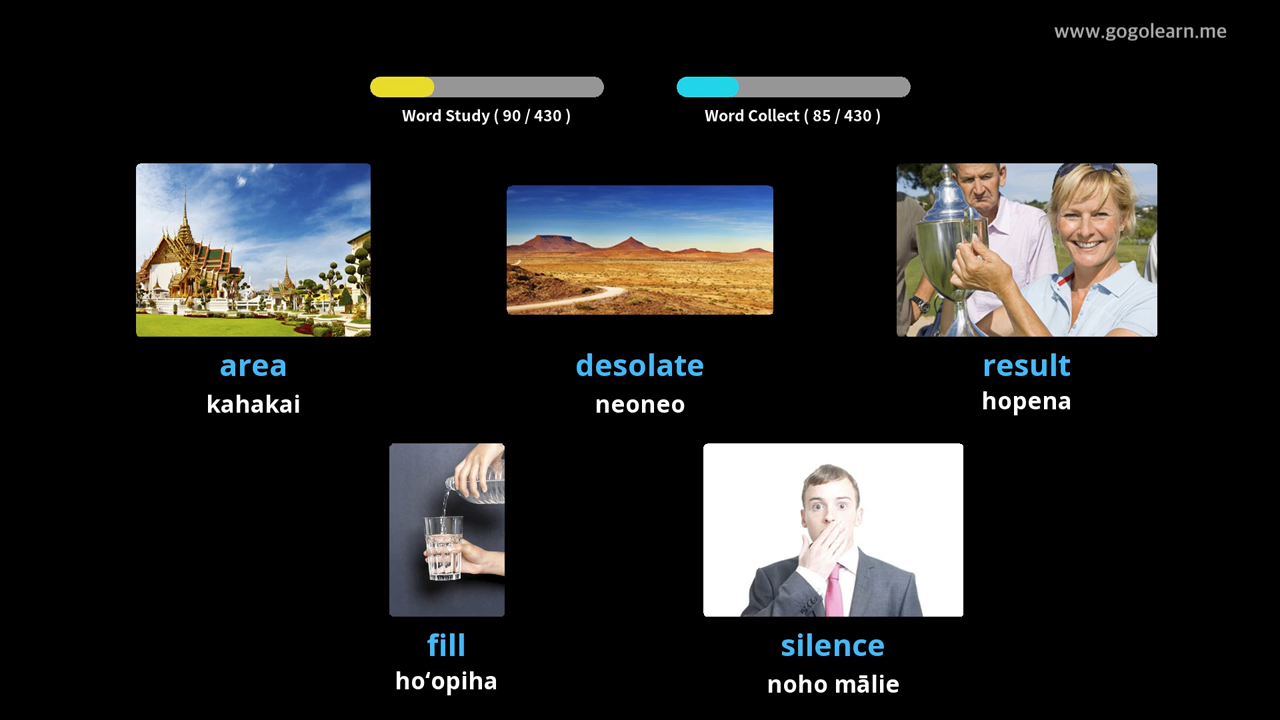 www.gogolearn.me
Word Study ( 90 / 430 )
Word Collect ( 85 / 430 )
area
kahakai
desolate
neoneo
result
hopena
fill
hoʻopiha
silence
noho mālie